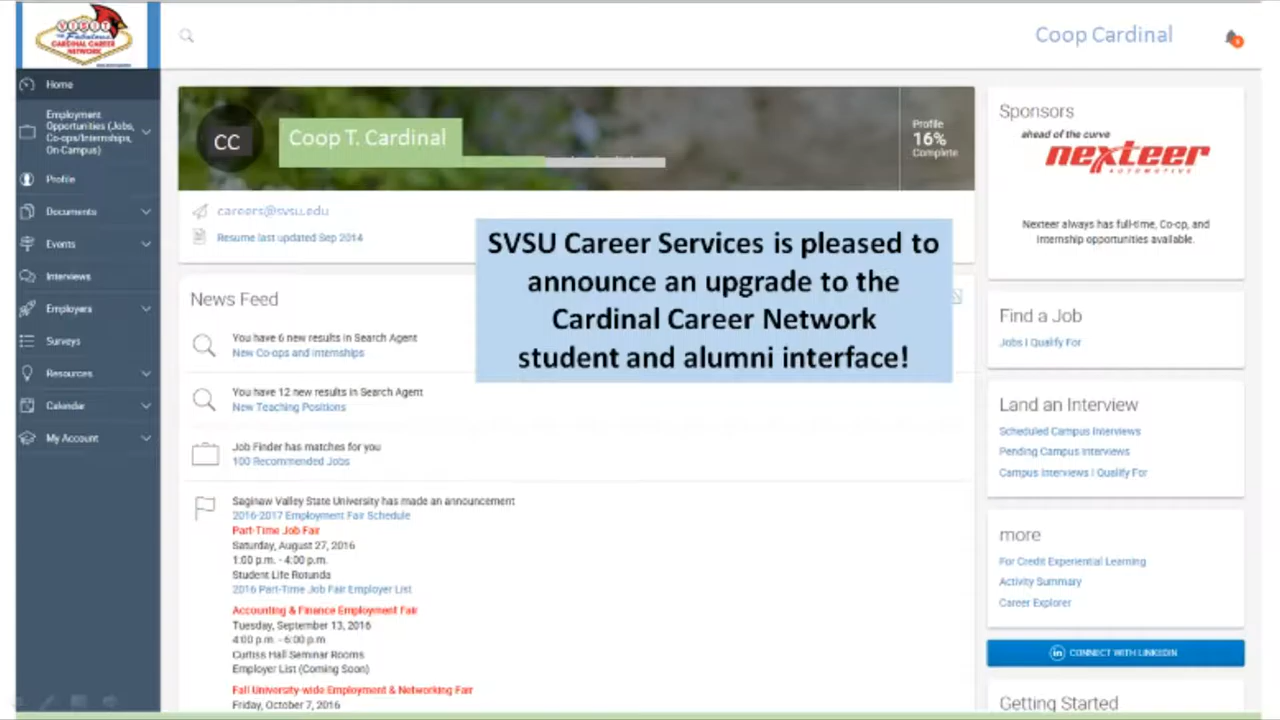 VISIT
THE Fabulous
CARDINAL CAREER
NETWORK
Coop Cardinal
Home
Employment
Opportunities (Jobs,
Co-ops/Internships,
On-Campus)
Profile
Documents
Events
Interviews
Employers
Surveys
Resources
Calendar
My Account
CC
Coop T. Cardinal
Profile
16%
Complete
careers@svsu.edu
Resume last updated Sep 2014
SVSU Career Services is pleased to
announce an upgrade to the
Cardinal Career Network
student and alumni interface!
News Feed
You have 6 new results in Search Agent
New Co-ops and Internships
You have 12 new results in Search Agent
New Teaching Positions
Job Finder has matches for you
100 Recommended Jobs
Saginaw Valley State University has made an announcement
2016-2017 Employment Fair Schedule
Part-Time Job Fair
Saturday, August 27, 2016
1:00 p.m. - 4:00 p.m.
Student Life Rotunda
2016 Part-Time Job Fair Employer List
Accounting & Finance Employment Fair
Tuesday, September 13, 2016
4:00 p.m. - 6:00 p.m
Curtiss Hall Seminar Rooms
Employer List (Coming Soon)
Fall University-wide Employment & Networking Fair
Friday, October 7, 2016
Sponsors
ahead of the curve
nexteer
AUTOMOTIVE
Nexteer always has full-time, Co-op, and
Internship opportunities available.
Find a Job
Jobs I Qualify For
Land an Interview
Scheduled Campus Interviews
Pending Campus Interviews
Campus Interviews I Qualify For
more
For Credit Experiential Learning
Activity Summary
Career Explorer
in CONNECT WITH LINKEDIN
Getting Started